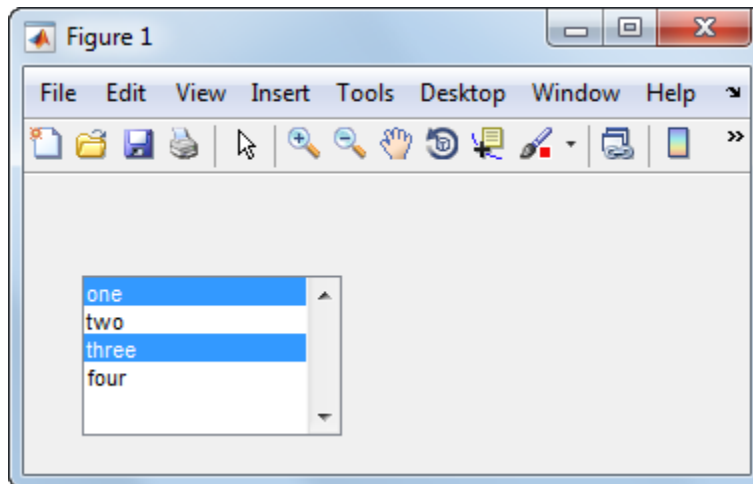 Figure 1
File Edit View Insert Tools Desktop Window Help
one
two
three
four